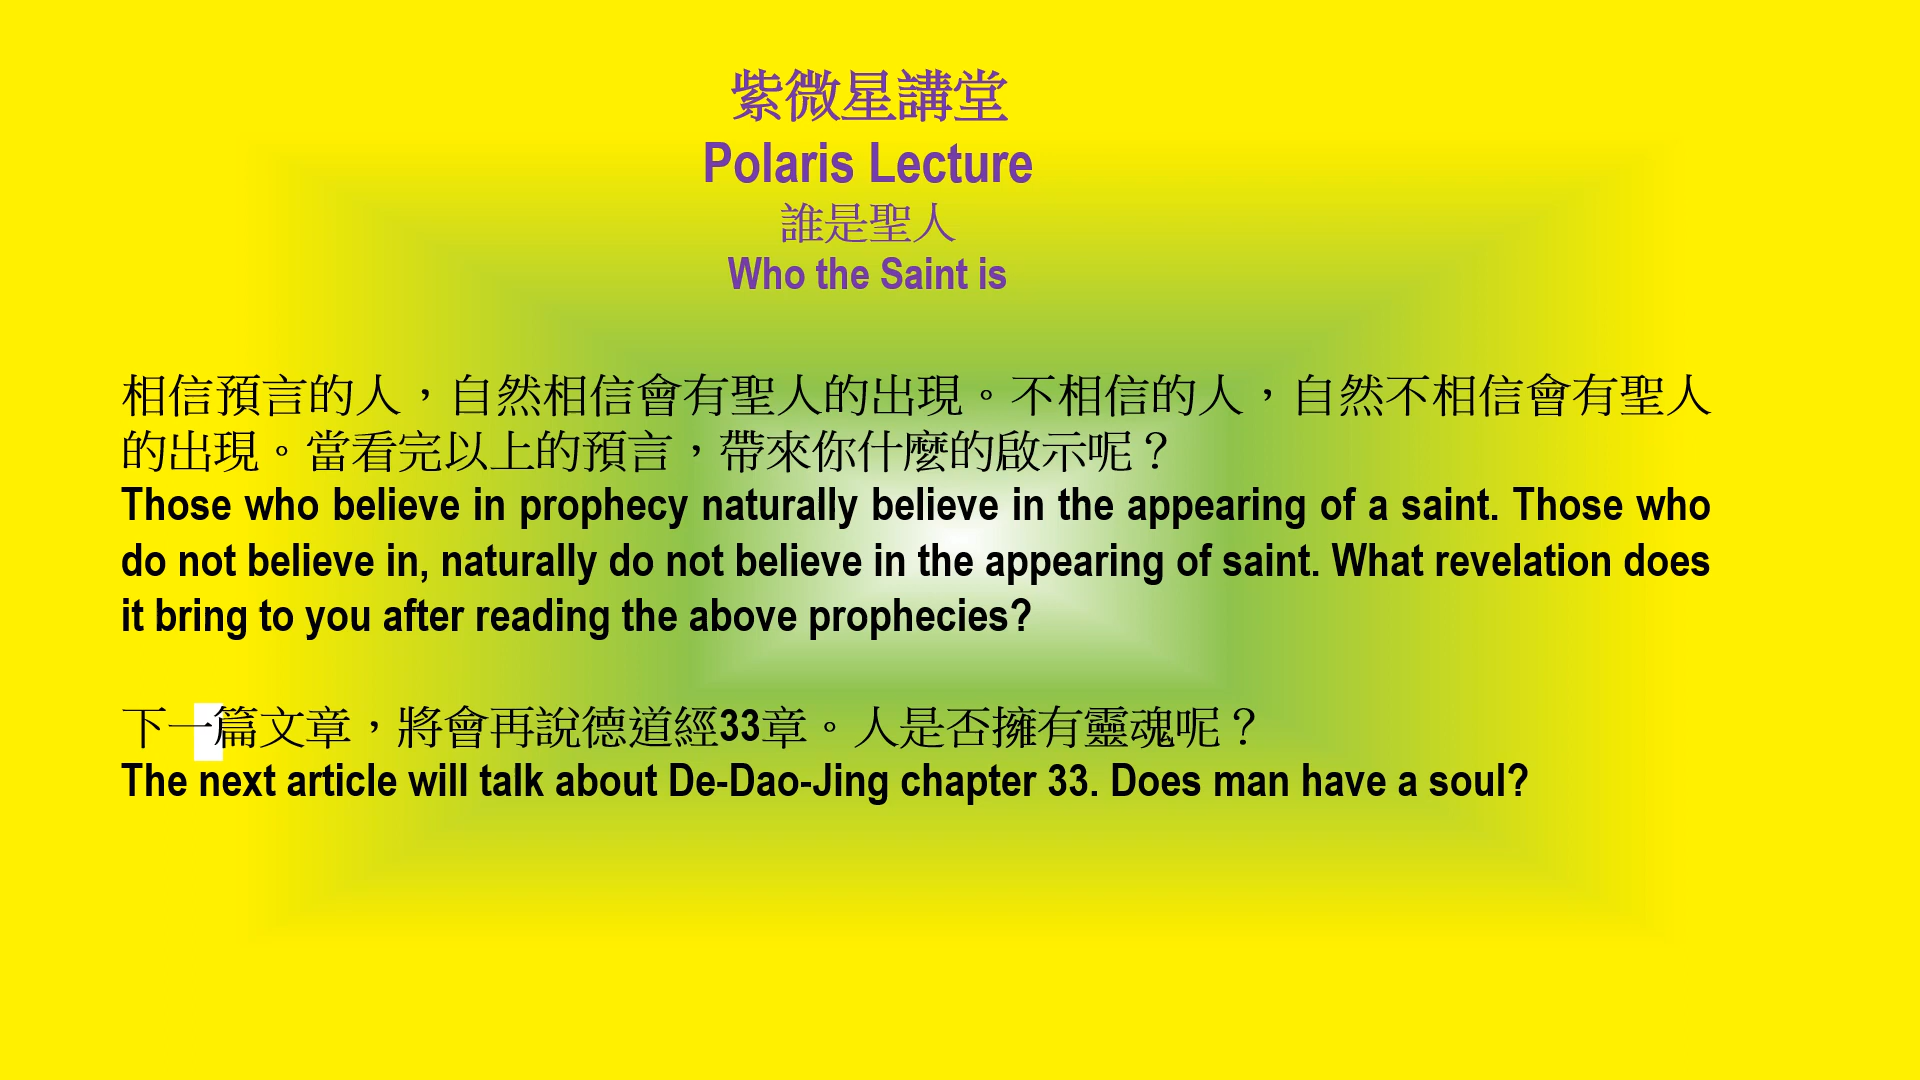 紫微星講堂
Polaris Lecture
誰是聖人
Who the Saint is
相信預言的人，自然相信會有聖人的出現。不相信的人，自然不相信會有聖人
的出現。當看完以上的預言，帶來你什麼的啟示呢？
Those who believe in prophecy naturally believe in the appearing of a saint. Those who
do not believe in, naturally do not believe in the appearing of saint. What revelation does
it bring to you after reading the above prophecies?
下一篇文章，將會再說德道經33章。人是否擁有靈魂呢？
The next article will talk about De-Dao-Jing chapter 33. Does man have a soul?